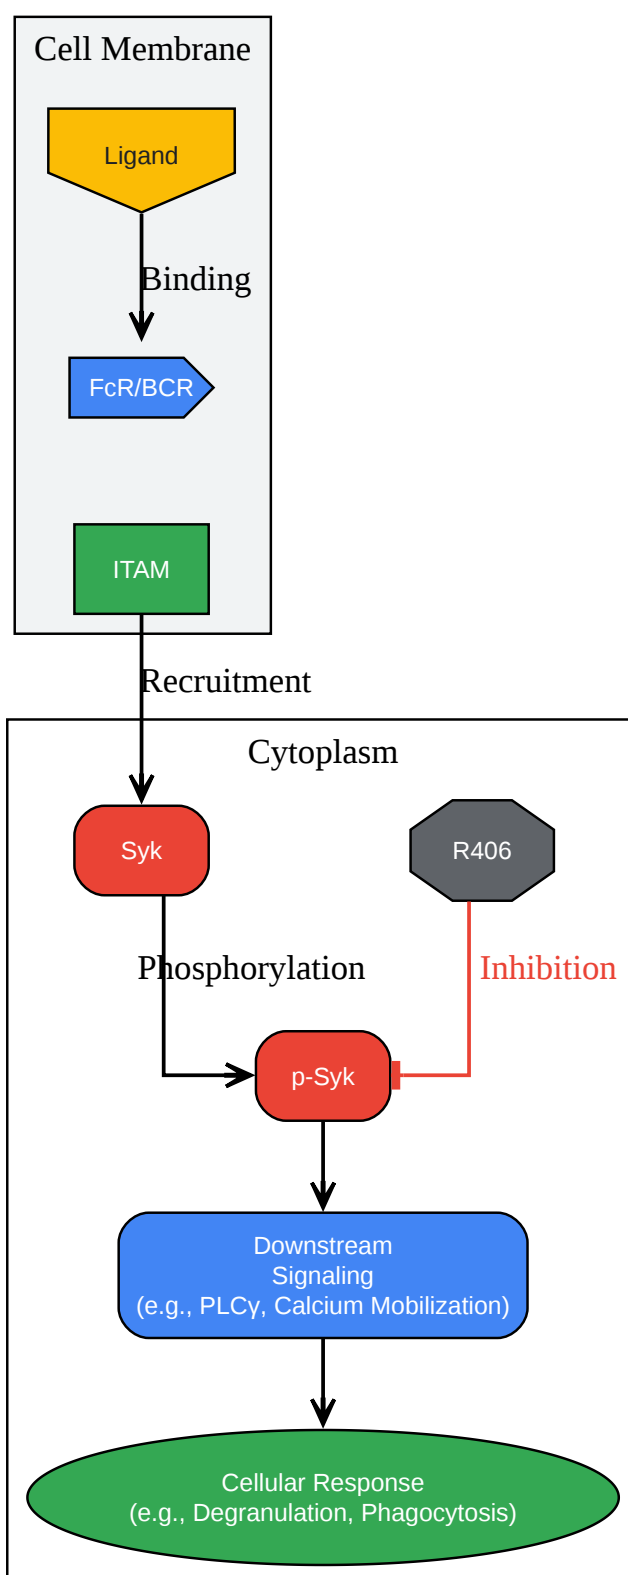 Cell Membrane
Ligand
Binding
FcR/BCR
ITAM
Recruitment
Cytoplasm
Syk
R406
Phosphorylation
Inhibition
p-Syk
Downstream
Signaling
(e.g., PLCγ, Calcium Mobilization)
Cellular Response
(e.g., Degranulation, Phagocytosis)